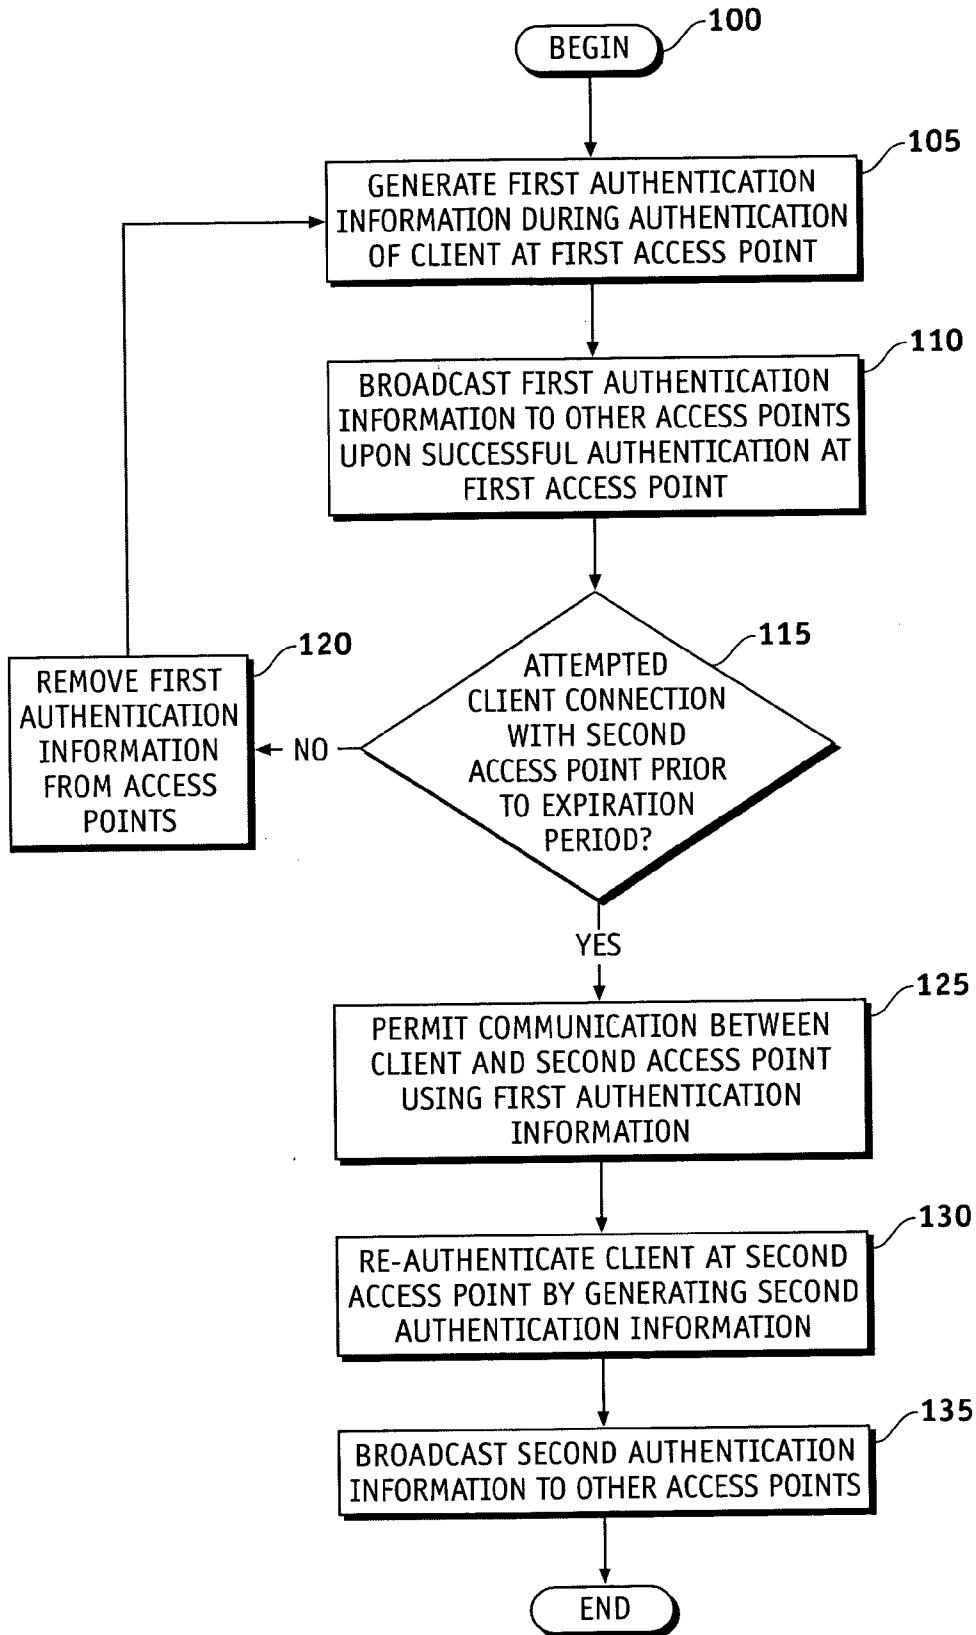 100
BEGIN
105
GENERATE FIRST AUTHENTICATION
INFORMATION DURING AUTHENTICATION
OF CLIENT AT FIRST ACCESS POINT
110
BROADCAST FIRST AUTHENTICATION
INFORMATION TO OTHER ACCESS POINTS
UPON SUCCESSFUL AUTHENTICATION AT
FIRST ACCESS POINT
115
ATTEMPTED
CLIENT CONNECTION
WITH SECOND
ACCESS POINT PRIOR
TO EXPIRATION
PERIOD?
NO
120
REMOVE FIRST
AUTHENTICATION
INFORMATION
FROM ACCESS
POINTS
YES
125
PERMIT COMMUNICATION BETWEEN
CLIENT AND SECOND ACCESS POINT
USING FIRST AUTHENTICATION
INFORMATION
130
RE-AUTHENTICATE CLIENT AT SECOND
ACCESS POINT BY GENERATING SECOND
AUTHENTICATION INFORMATION
135
BROADCAST SECOND AUTHENTICATION
INFORMATION TO OTHER ACCESS POINTS
END